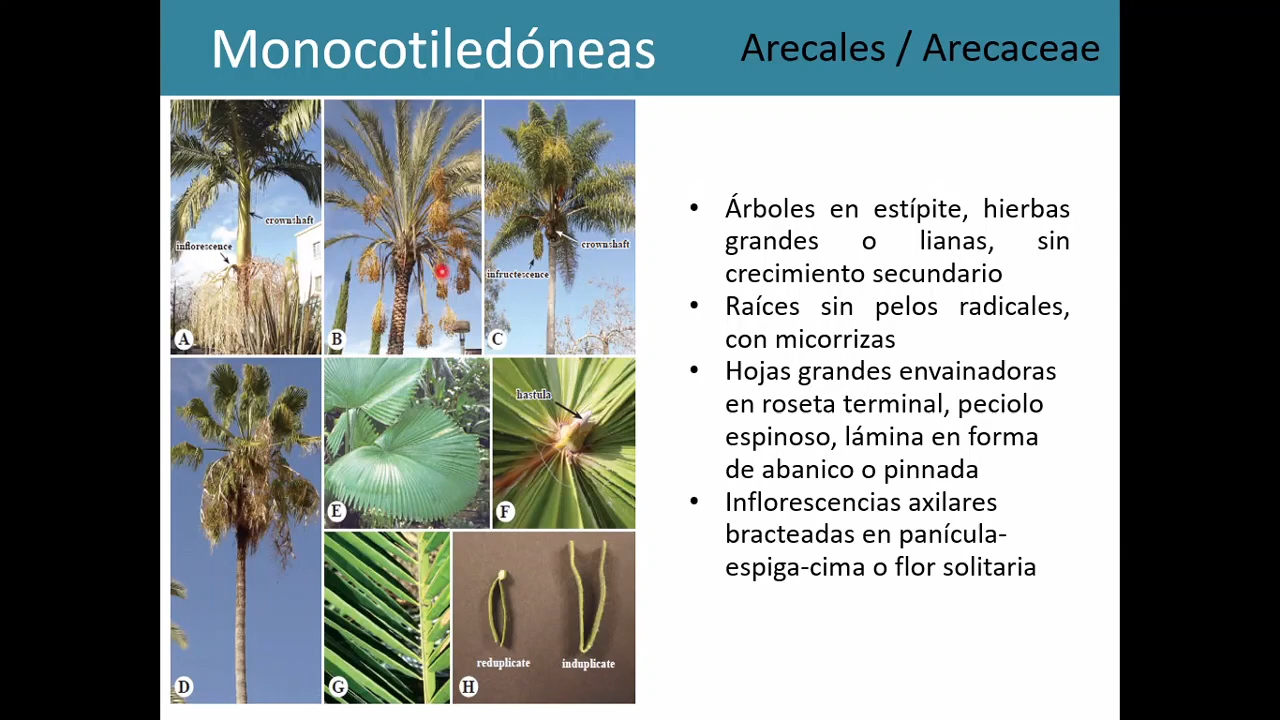 Monocotiledóneas
Arecales / Arecaceae
crownshaft
inflorescence
A
B
crownshaft
infructescence
C
D
E
hastula
F
G
reduplicate
induplicate
H
• Árboles en estípite, hierbas
grandes o lianas, sin
crecimiento secundario
• Raíces sin pelos radicales,
con micorrizas
• Hojas grandes envainadoras
en roseta terminal, peciolo
espinoso, lámina en forma
de abanico o pinnada
• Inflorescencias axilares
bracteadas en panícula-
espiga-cima o flor solitaria